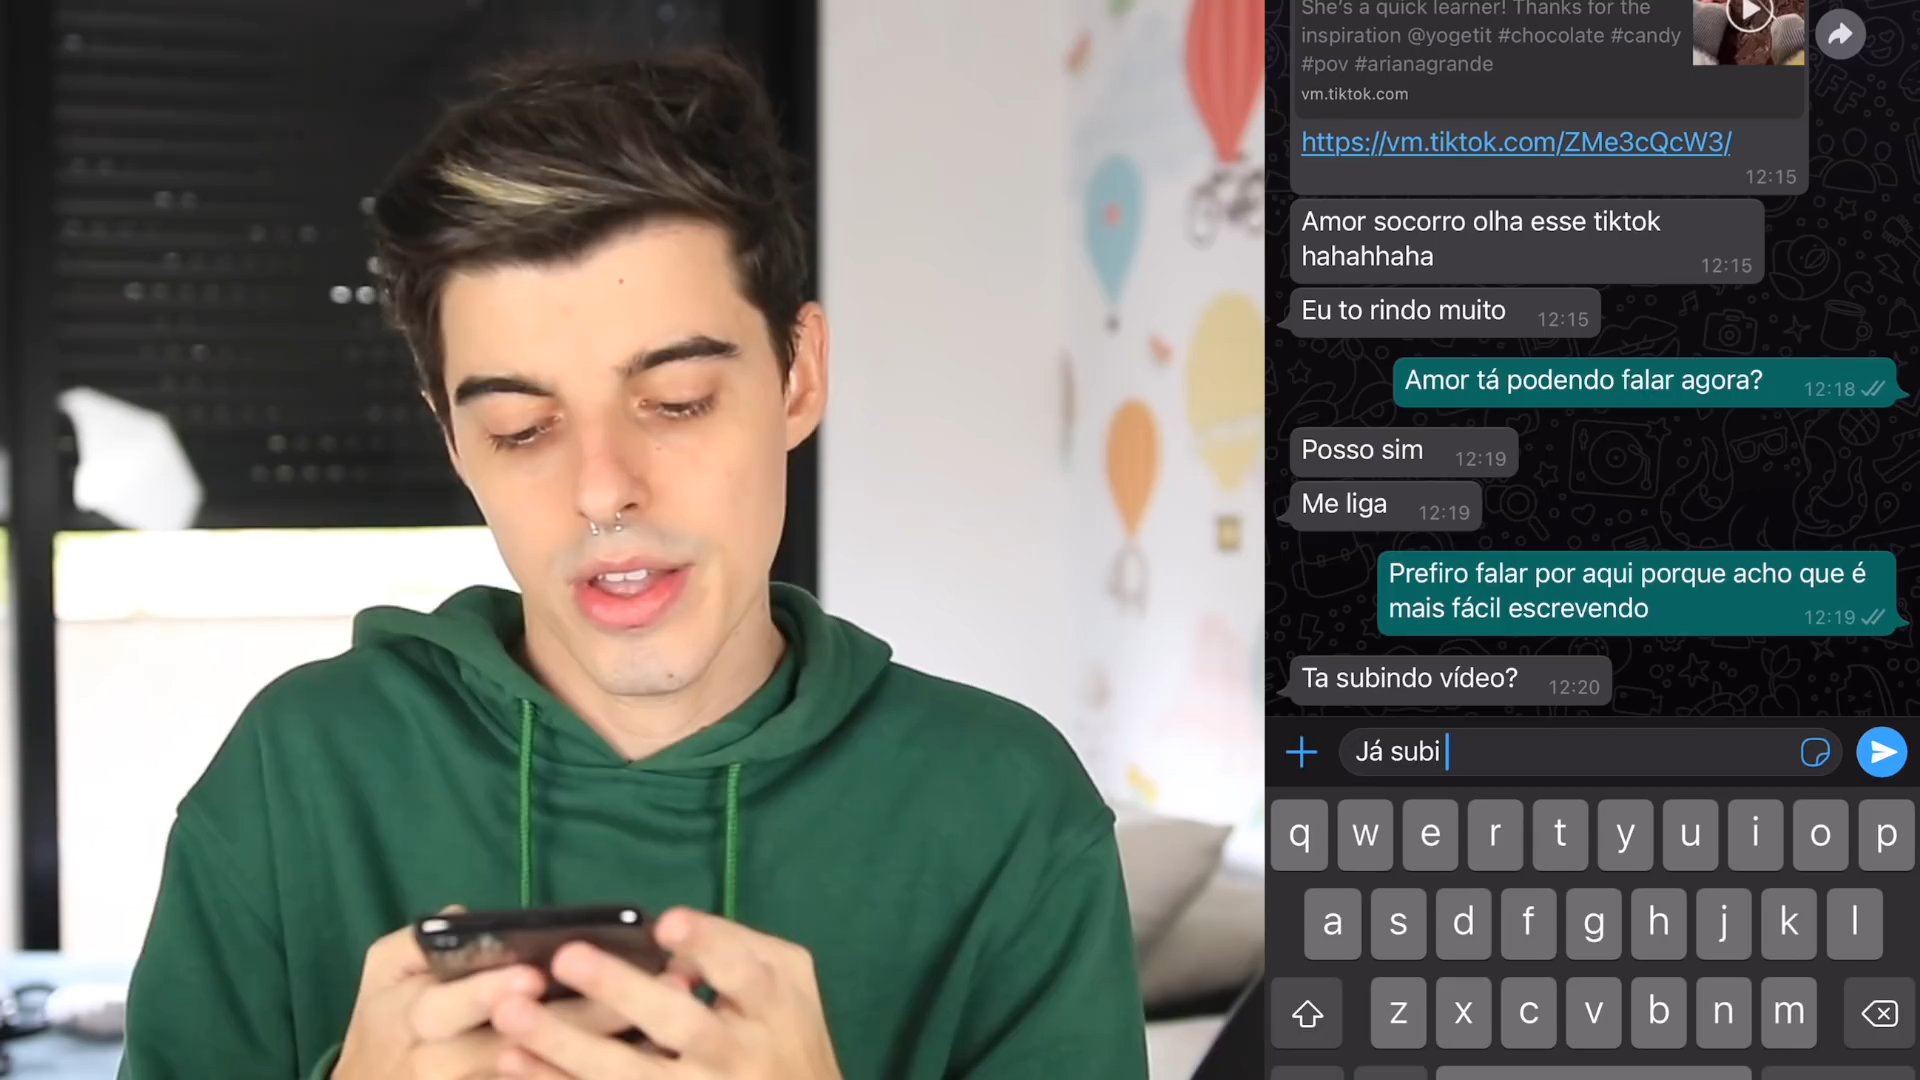 She's a quick learner! Thanks for the
inspiration @yogetit #chocolate #candy
#pov #arianagrande
vm.tiktok.com
https://vm.tiktok.com/ZMe3cQcW3/
12:15
Amor socorro olha esse tiktok
hahahhaha
12:15
Eu to rindo muito 12:15
Amor tá podendo falar agora? 12:18
Posso sim 12:19
Me liga 12:19
Prefiro falar por aqui porque acho que é
mais fácil escrevendo 12:19
Ta subindo vídeo? 12:20
Já subi
q w e r t y u i o p
a s d f g h j k l
z x c v b n m